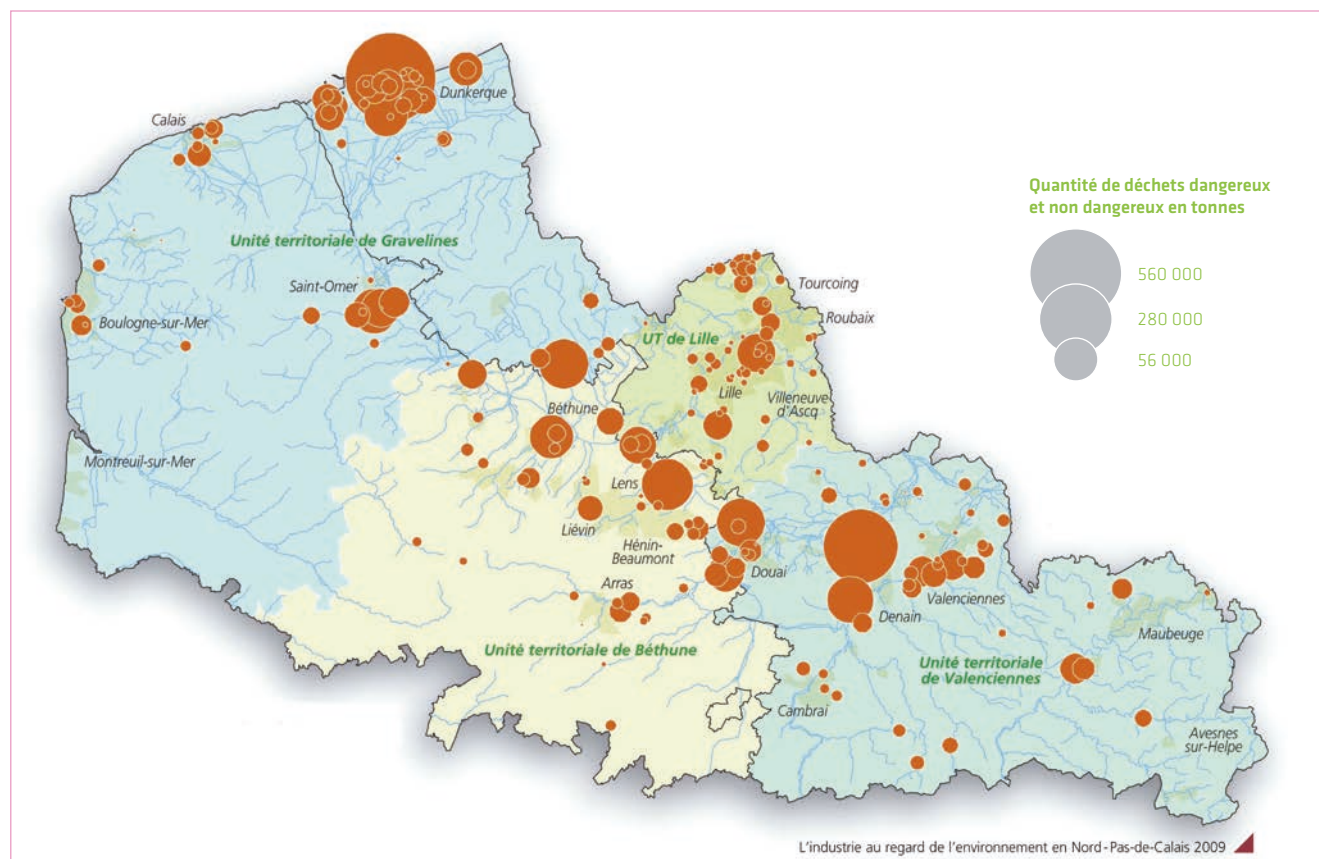 Dunkerque
Calais
Quantité de déchets dangereux
et non dangereux en tonnes
Unité territoriale de Gravelines
560 000
Saint-Omer
Tourcoing
280 000
Roubaix
Boulogne-sur-Mer
UT de Lille
56 000
Lille
Villeneuve
d'Ascq
Béthune
Montreuil-sur-Mer
Lens
Liévin
Hénin-
Beaumont
Douai
Arras
Valenciennes
Denain
Maubeuge
Unité territoriale de Béthune
Unité territoriale
de Valenciennes
Cambrai
Avesnes
sur-Helpe
L'industrie au regard de l'environnement en Nord-Pas-de-Calais 2009